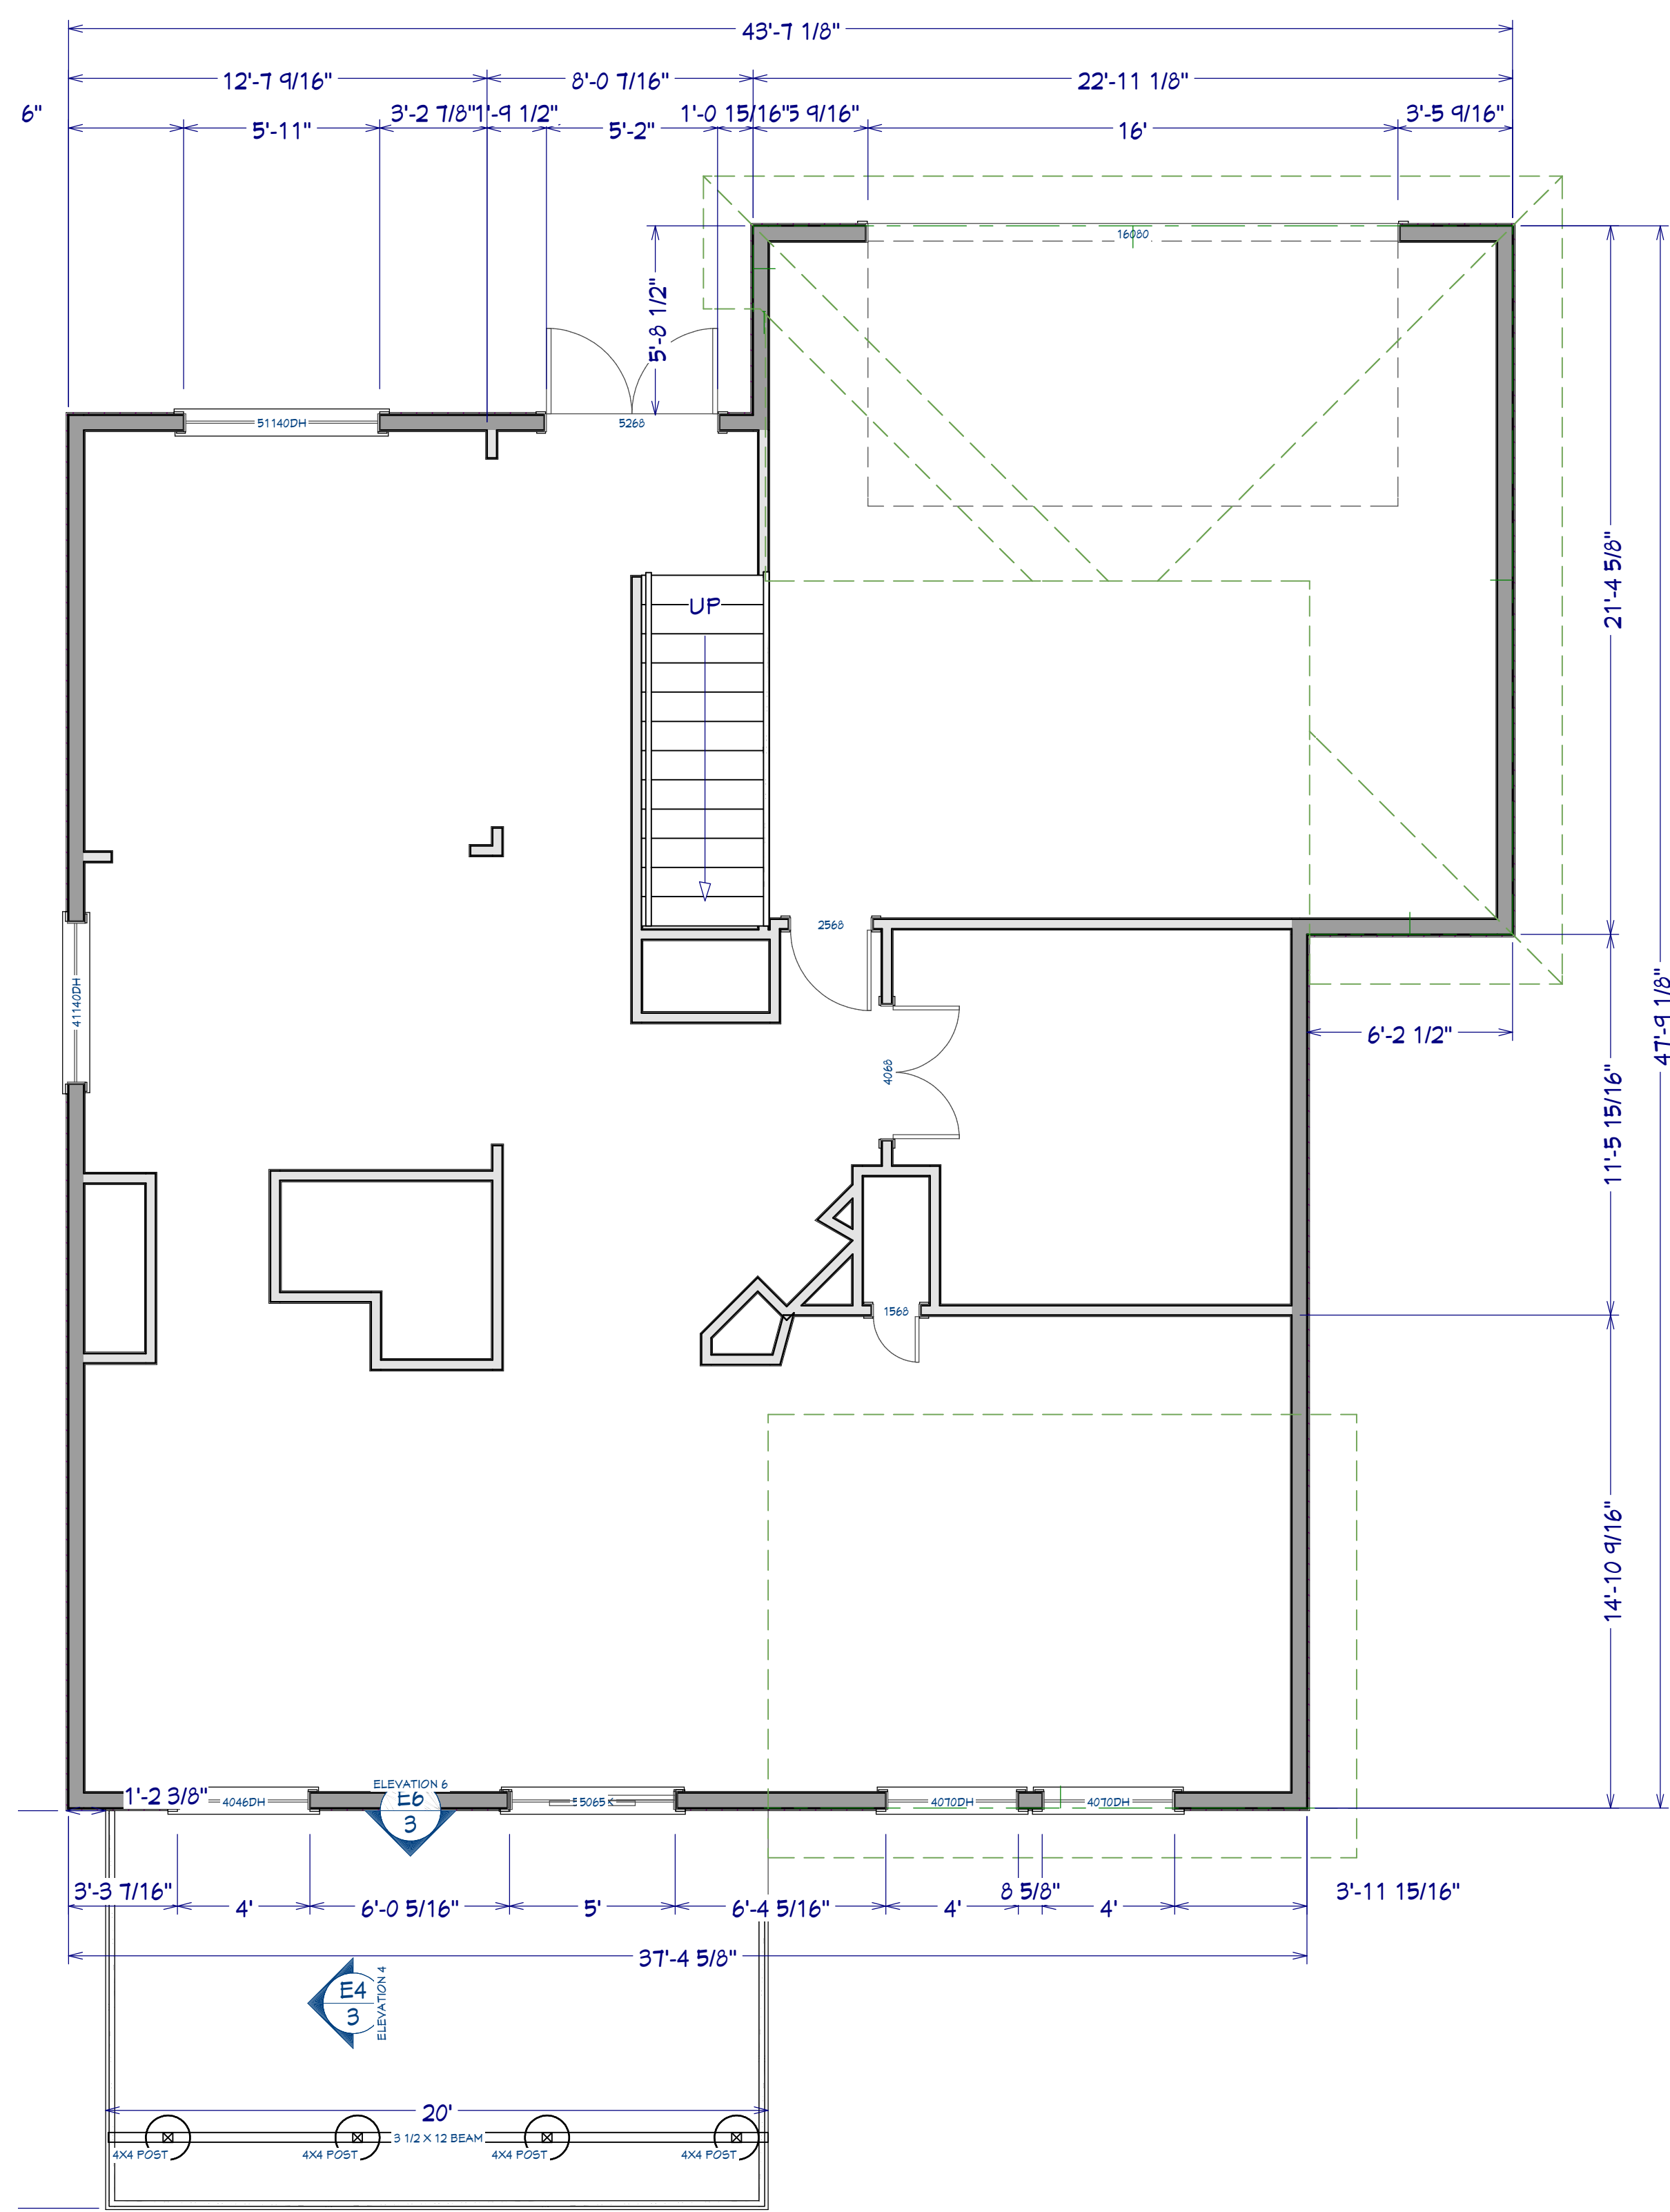 43'-7 1/8"
12'-7 9/16" 8'-0 7/16" 22'-11 1/8"
6" 3'-2 7/8" 1'-9 1/2" 1'-0 15/16" 5 9/16" 3'-5 9/16"
5'-11" 5'-2" 16'
16080
5'-8 1/2"
51140DH 5268
UP
21'-4 5/8"
2568
41140DH
4068
6'-2 1/2"
47'-9 1/8"
11'-5 15/16"
1568
14'-10 9/16"
ELEVATION 6
1'-2 3/8" 4046DH E6 5065 4070DH 4070DH
3
3'-3 7/16" 8 5/8" 3'-11 15/16"
4' 6'-0 5/16" 5' 6'-4 5/16" 4' 4'
37'-4 5/8"
E4
3
ELEVATION 4
20'
3 1/2 X 12 BEAM
4X4 POST 4X4 POST 4X4 POST 4X4 POST